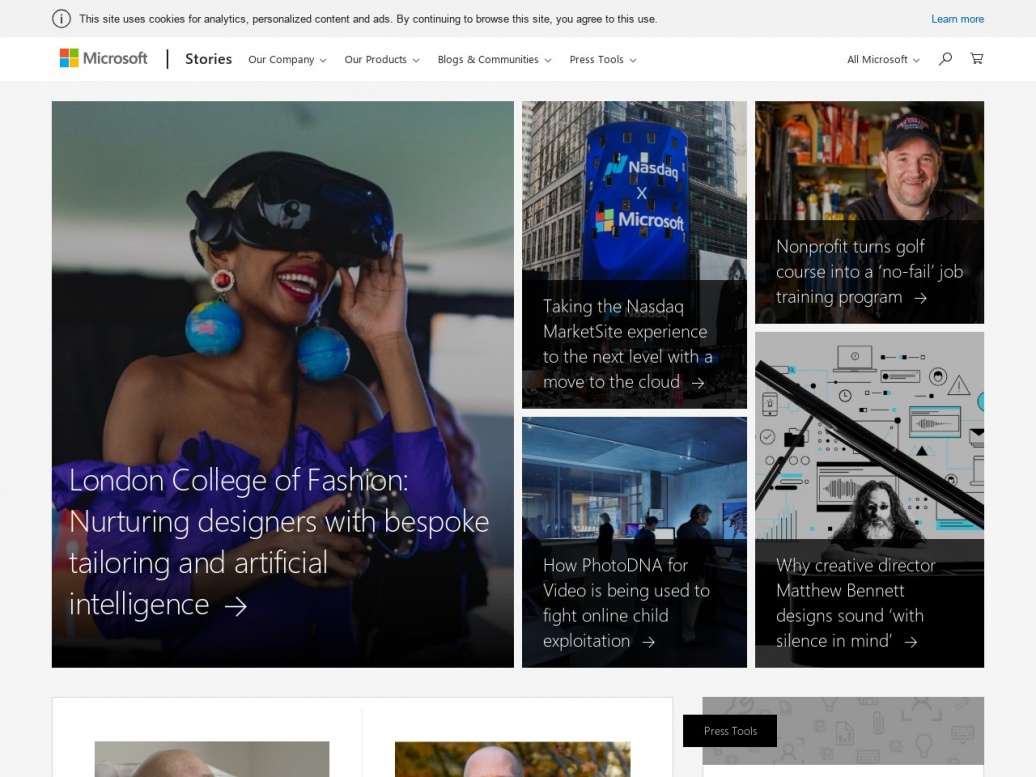 This site uses cookies for analytics, personalized content and ads. By continuing to browse this site, you agree to this use.
Learn more
Microsoft
Stories
Our Company
Our Products
Blogs & Communities
Press Tools
All Microsoft
London College of Fashion:
Nurturing designers with bespoke
tailoring and artificial
intelligence →
Nasdaq
X
Microsoft
Taking the Nasdaq
MarketSite experience
to the next level with a
move to the cloud →
Nonprofit turns golf
course into a ‘no-fail’ job
training program →
How PhotoDNA for
Video is being used to
fight online child
exploitation →
Why creative director
Matthew Bennett
designs sound ‘with
silence in mind’ →
Press Tools